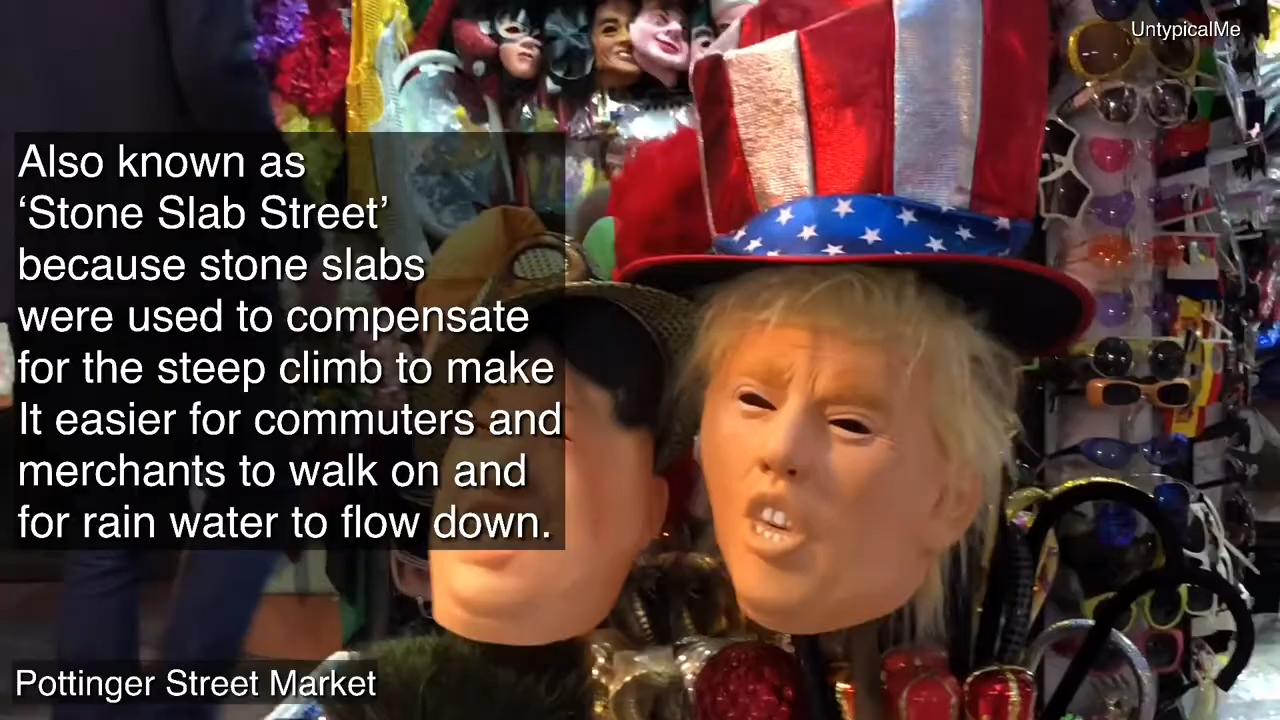 UntypicalMe
Also known as
‘Stone Slab Street’
because stone slabs
were used to compensate
for the steep climb to make
It easier for commuters and
merchants to walk on and
for rain water to flow down.
Pottinger Street Market